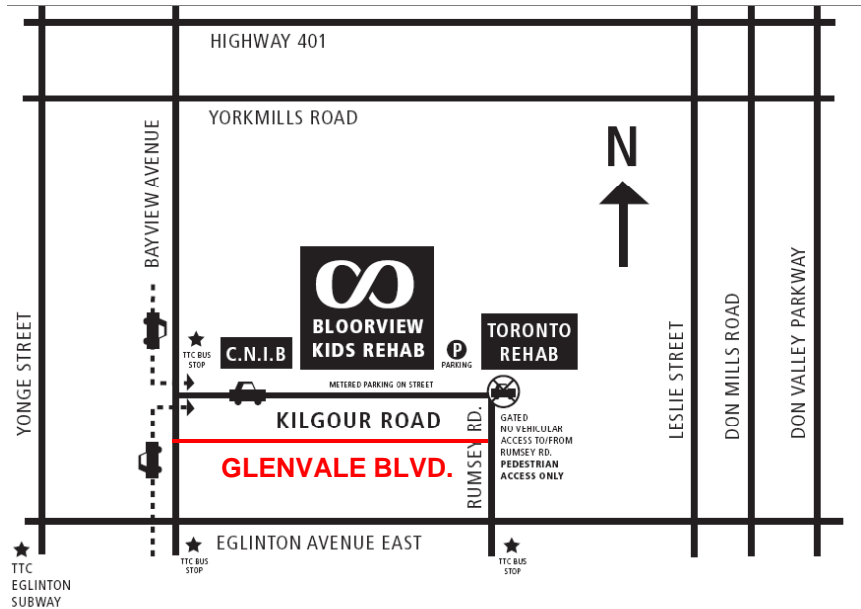 HIGHWAY 401
YORKMILLS ROAD
BAYVIEW AVENUE
N
YONGE STREET
TTC BUS
STOP
C.N.I.B
BLOORVIEW
KIDS REHAB
P
PARKING
TORONTO
REHAB
LESLIE STREET
DON MILLS ROAD
DON VALLEY PARKWAY
METERED PARKING ON STREET
KILGOUR ROAD
RUMSEY RD.
GATED
NO VEHICULAR
ACCESS TO/FROM
RUMSEY RD.
PEDESTRIAN
ACCESS ONLY
GLENVALE BLVD.
EGLINTON AVENUE EAST
TTC BUS
STOP
TTC BUS
STOP
TTC
EGLINTON
SUBWAY